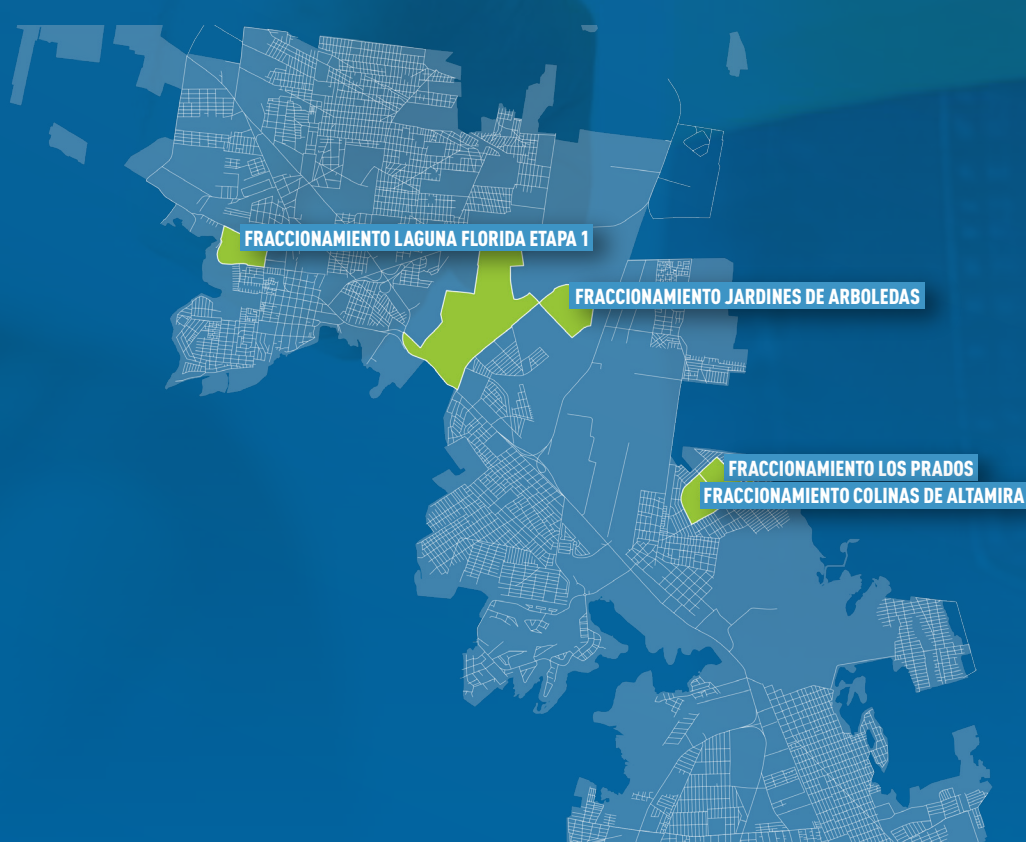 FRACCIONAMIENTO LAGUNA FLORIDA ETAPA 1
FRACCIONAMIENTO JARDINES DE ARBOLEDAS
FRACCIONAMIENTO LOS PRADOS
FRACCIONAMIENTO COLINAS DE ALTAMIRA